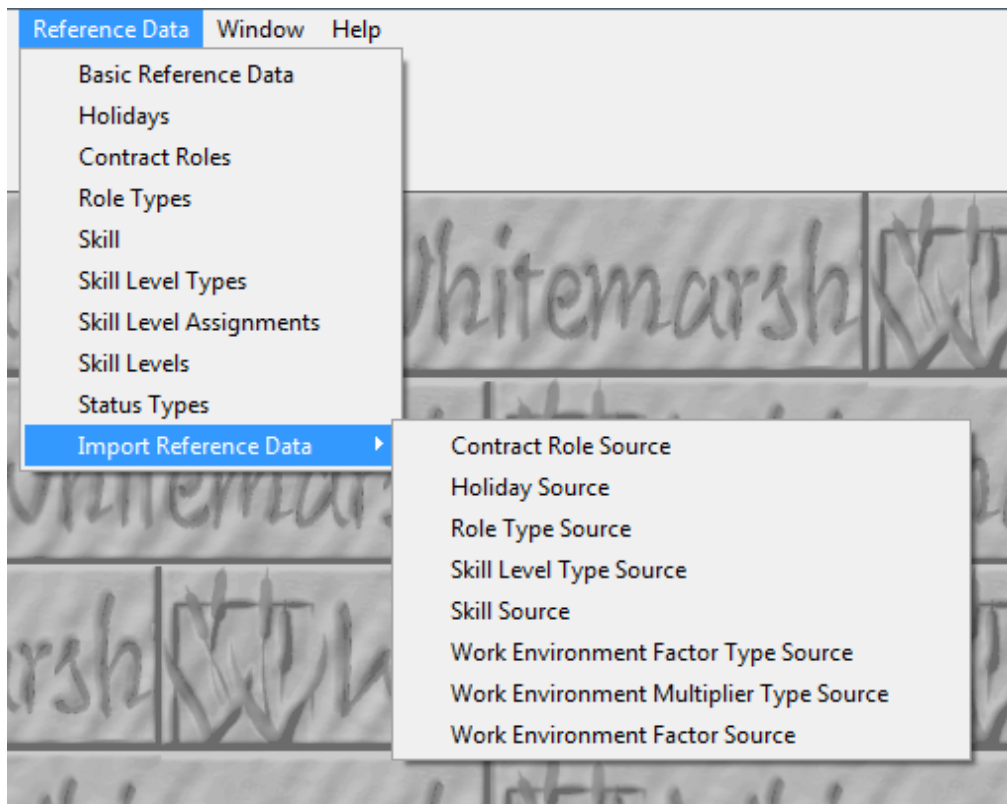 Reference Data Window Help
Basic Reference Data
Holidays
Contract Roles
Role Types
Skill
Skill Level Types
Skill Level Assignments
Skill Levels
Status Types
Import Reference Data
Contract Role Source
Holiday Source
Role Type Source
Skill Level Type Source
Skill Source
Work Environment Factor Type Source
Work Environment Multiplier Type Source
Work Environment Factor Source
Whitemarsh